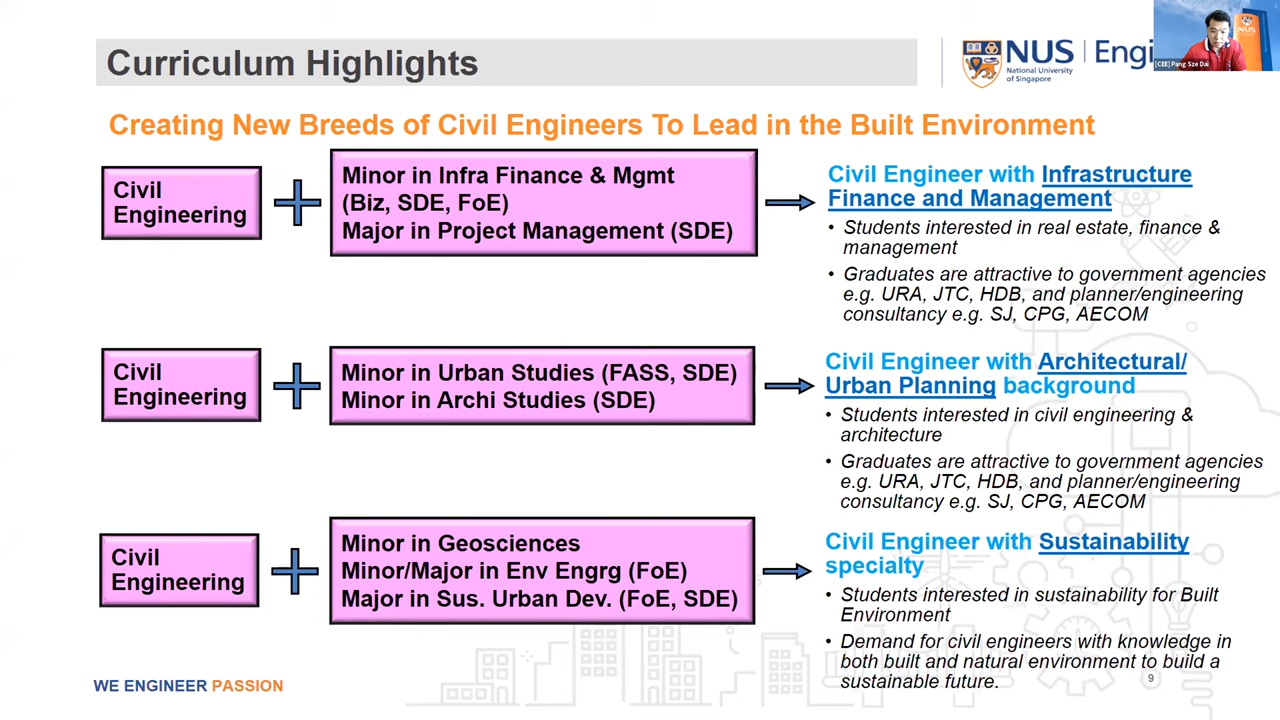 Curriculum Highlights
NUS
National University
of Singapore
NUS
[CEE] Pang Sze Dai
Creating New Breeds of Civil Engineers To Lead in the Built Environment
Civil
Engineering
Minor in Infra Finance & Mgmt
(Biz, SDE, FoE)
Major in Project Management (SDE)
Civil Engineer with Infrastructure
Finance and Management
• Students interested in real estate, finance &
management
• Graduates are attractive to government agencies
e.g. URA, JTC, HDB, and planner/engineering
consultancy e.g. SJ, CPG, AECOM
Civil
Engineering
Minor in Urban Studies (FASS, SDE)
Minor in Archi Studies (SDE)
Civil Engineer with Architectural/
Urban Planning background
• Students interested in civil engineering &
architecture
• Graduates are attractive to government agencies
e.g. URA, JTC, HDB, and planner/engineering
consultancy e.g. SJ, CPG, AECOM
Civil
Engineering
Minor in Geosciences
Minor/Major in Env Engrg (FoE)
Major in Sus. Urban Dev. (FoE, SDE)
Civil Engineer with Sustainability
specialty
• Students interested in sustainability for Built
Environment
• Demand for civil engineers with knowledge in
both built and natural environment to build a
sustainable future.
WE ENGINEER PASSION
9